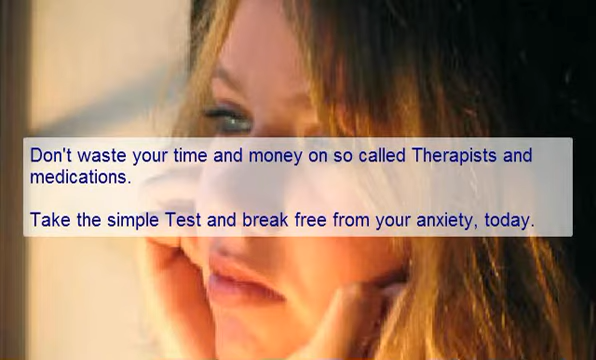 Don't waste your time and money on so called Therapists and
medications.
Take the simple Test and break free from your anxiety, today.